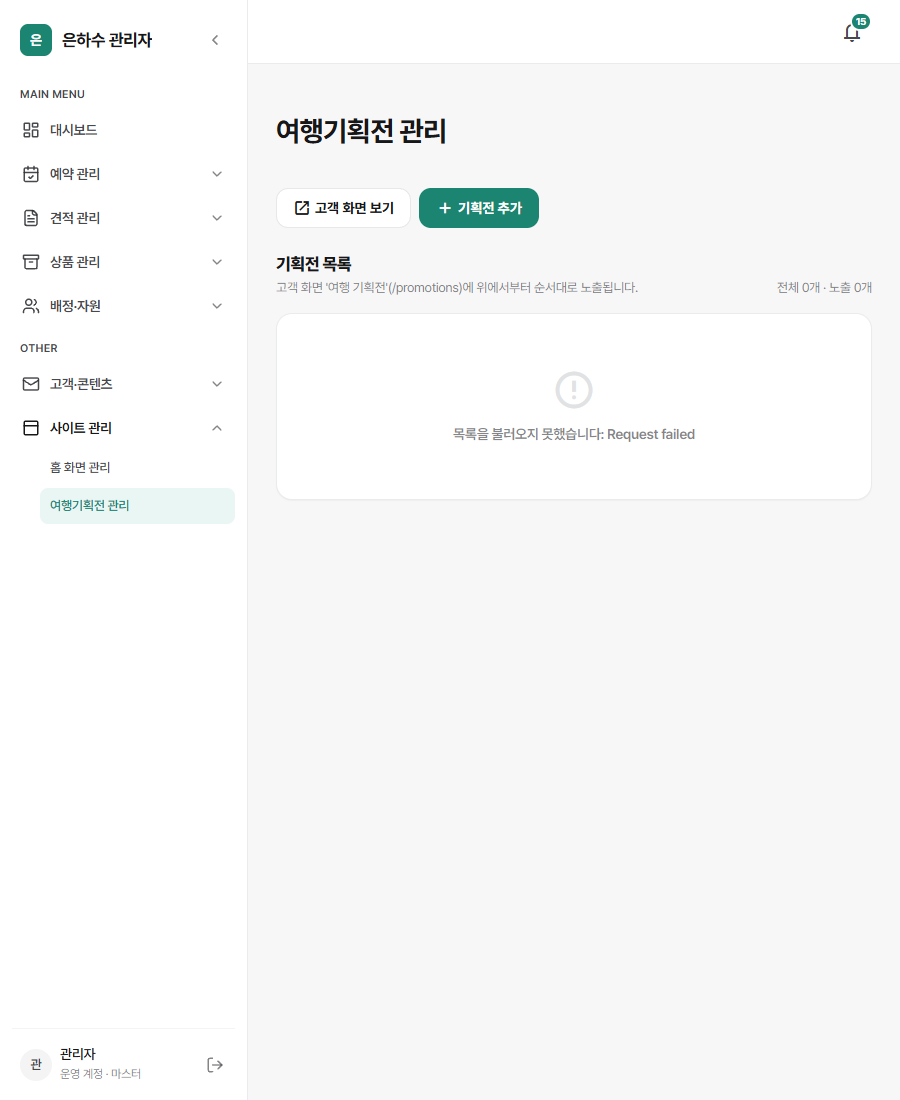 은
은하수 관리자
15
MAIN MENU
대시보드
예약 관리
견적 관리
상품 관리
배정·자원
OTHER
고객·콘텐츠
사이트 관리
홈 화면 관리
여행기획전 관리
관
관리자
운영 계정 · 마스터
여행기획전 관리
고객 화면 보기
기획전 추가
기획전 목록
고객 화면 '여행 기획전'(/promotions)에 위에서부터 순서대로 노출됩니다.
전체 0개 · 노출 0개
목록을 불러오지 못했습니다: Request failed